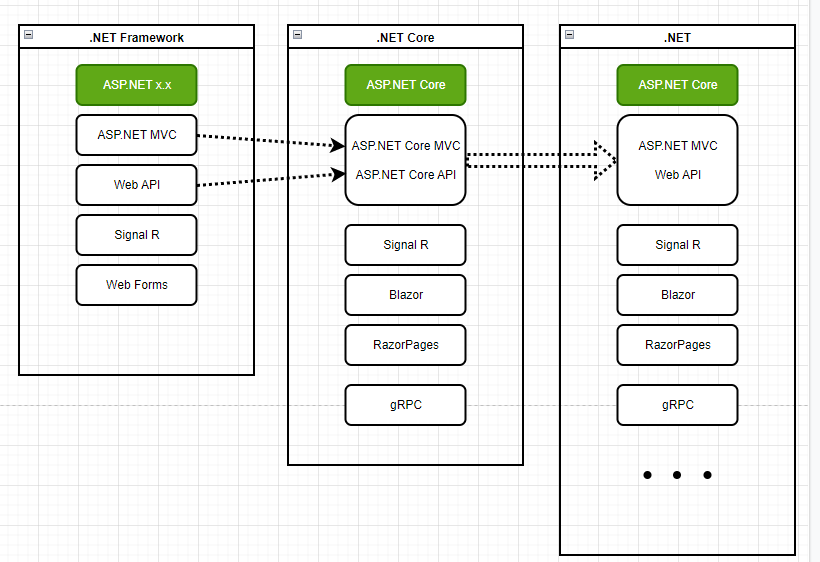 .NET Framework
ASP.NET x.x
ASP.NET MVC
Web API
Signal R
Web Forms
.NET Core
ASP.NET Core
ASP.NET Core MVC
ASP.NET Core API
Signal R
Blazor
RazorPages
gRPC
.NET
ASP.NET Core
ASP.NET MVC
Web API
Signal R
Blazor
RazorPages
gRPC